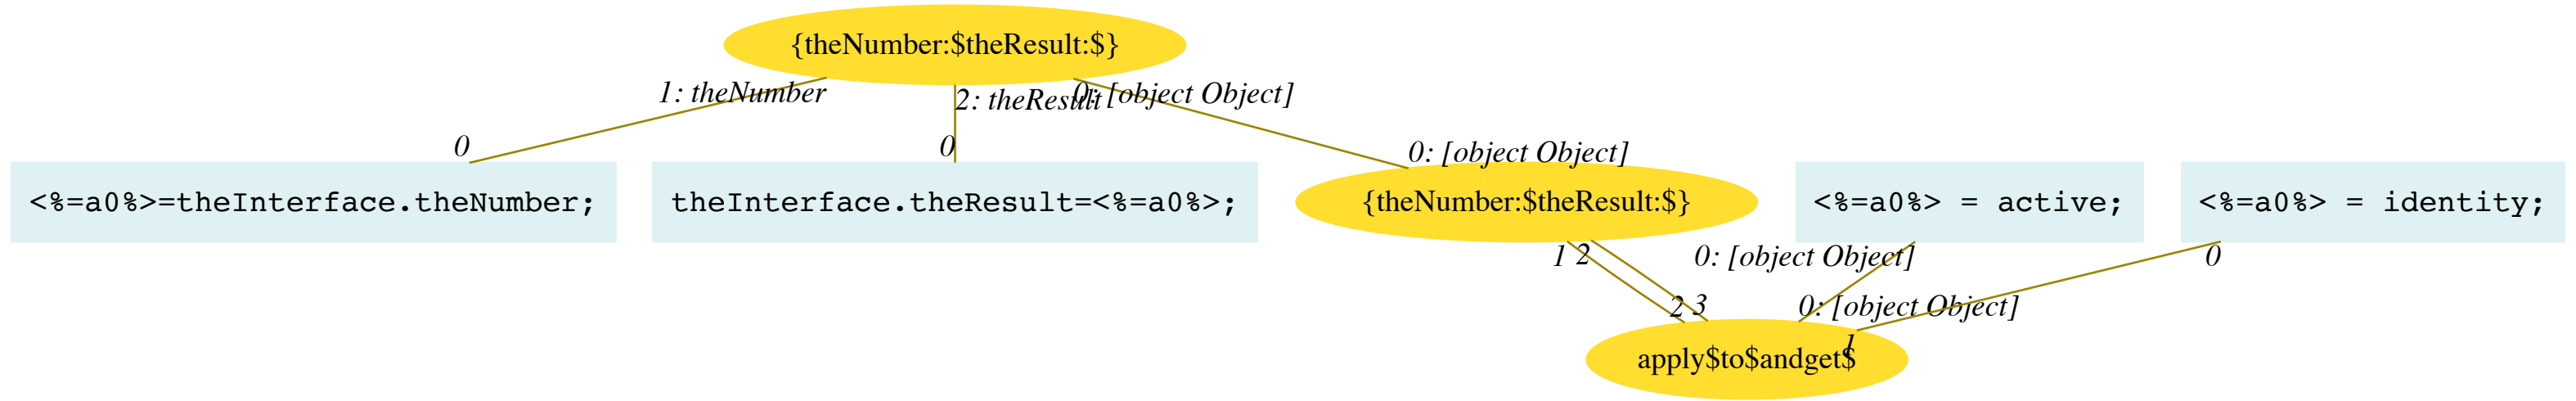 {theNumber:$theResult:$}
1: theNumber
2: theResult
0: [object Object]
0
0
0: [object Object]
<%=a0%>=theInterface.theNumber;
theInterface.theResult=<%=a0%>;
{theNumber:$theResult:$}
<%=a0%> = active;
<%=a0%> = identity;
1
2
0: [object Object]
0
2
3
0: [object Object]
1
apply$to$andget$